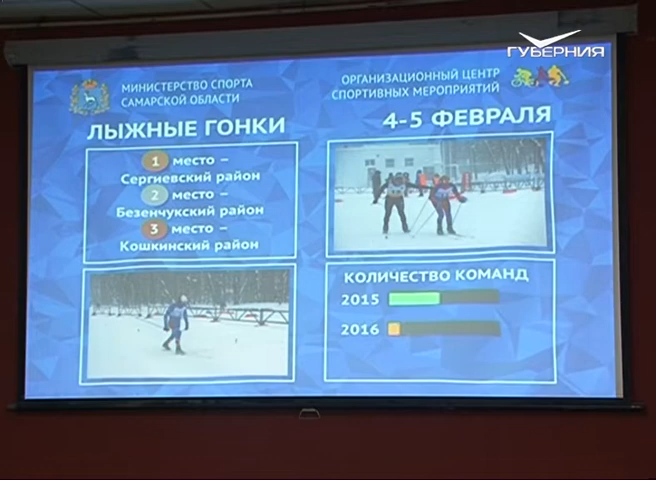 ГУБЕРНИЯ
МИНИСТЕРСТВО СПОРТА
САМАРСКОЙ ОБЛАСТИ
ОРГАНИЗАЦИОННЫЙ ЦЕНТР
СПОРТИВНЫХ МЕРОПРИЯТИЙ
ЛЫЖНЫЕ ГОНКИ
4-5 ФЕВРАЛЯ
1 место –
Сергиевский район
2 место –
Безенчукский район
3 место –
Кошкинский район
КОЛИЧЕСТВО КОМАНД
2015
2016